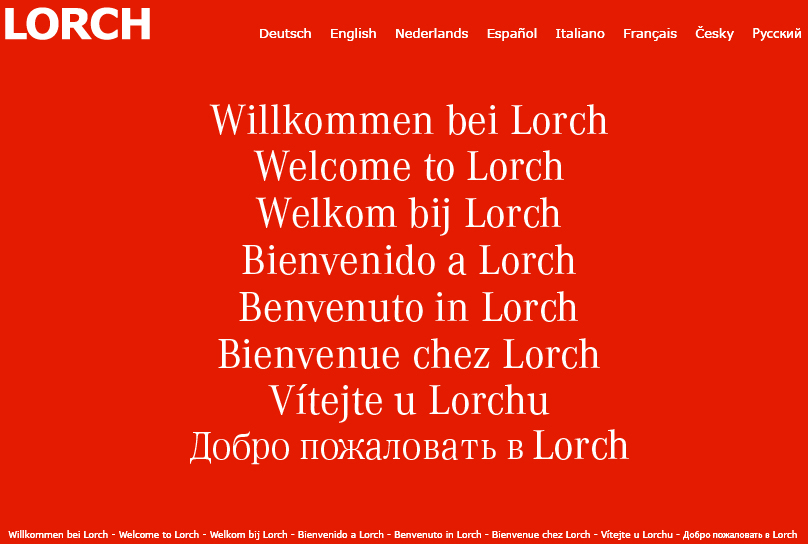 LORCH
Deutsch English Nederlands Español Italiano Français Česky Русский
Willkommen bei Lorch
Welcome to Lorch
Welkom bij Lorch
Bienvenido a Lorch
Benvenuto in Lorch
Bienvenue chez Lorch
Vítejte u Lorchu
Добро пожаловать в Lorch
Willkommen bei Lorch - Welcome to Lorch - Welkom bij Lorch - Bienvenido a Lorch - Benvenuto in Lorch - Bienvenue chez Lorch - Vítejte u Lorchu - Добро пожаловать в Lorch